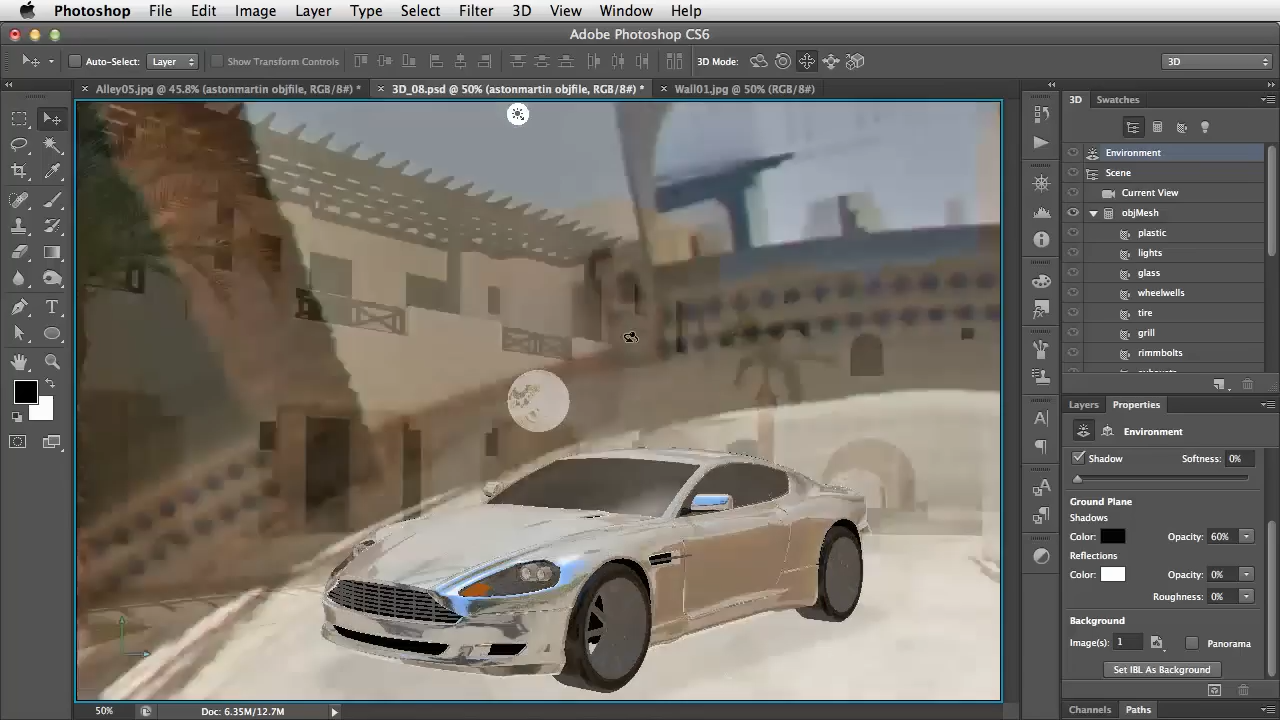 Photoshop File Edit Image Layer Type Select Filter 3D View Window Help
Adobe Photoshop CS6
Auto-Select: Layer Show Transform Controls 3D Mode: 3D
Alley05.jpg @ 45.8% (astonmartin objfile, RGB/8#) *
3D_08.psd @ 50% (astonmartin objfile, RGB/8#) *
Wall01.jpg @ 50% (RGB/8#)
3D Swatches
Environment
Scene
Current View
objMesh
plastic
lights
glass
wheelwells
tire
grill
rimmbolts
Layers Properties
Environment
Shadow Softness: 0%
Ground Plane
Shadows
Color: Opacity: 60%
Reflections
Color: Opacity: 0%
Roughness: 0%
Background
Image(s): 1 Panorama
Set IBL As Background
Channels Paths
50% Doc: 6.35M/12.7M